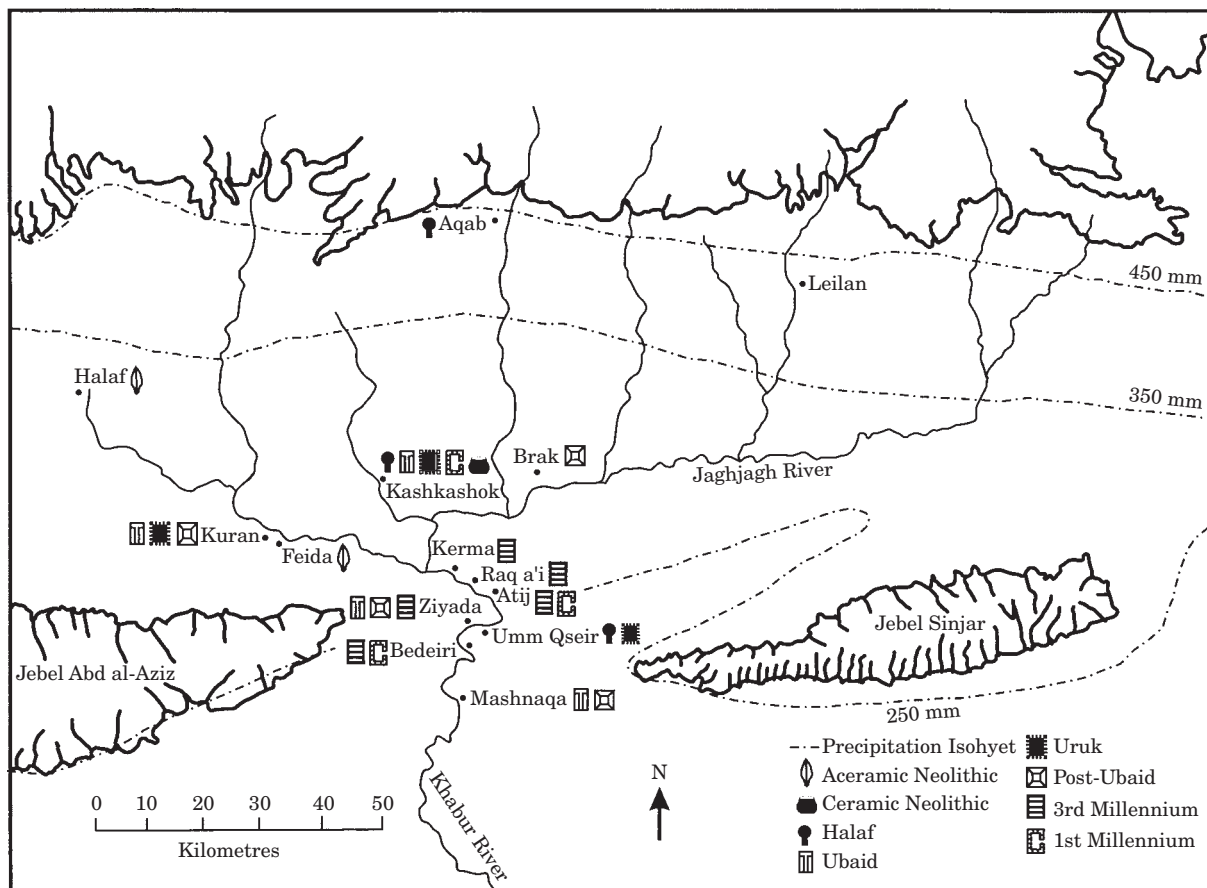 Aqab
450 mm
Leilan
Halaf
350 mm
Brak
Kashkashok
Jaghjagh River
Kuran
Feida
Kerma
Raq a'i
Atij
Ziyada
Umm Qseir
Jebel Sinjar
Bedeiri
Jebel Abd al-Aziz
Mashnaqa
250 mm
Khabur River
N
0 10 20 30 40 50
Kilometres
Precipitation Isohyet
Aceramic Neolithic
Ceramic Neolithic
Halaf
Ubaid
Uruk
Post-Ubaid
3rd Millennium
1st Millennium